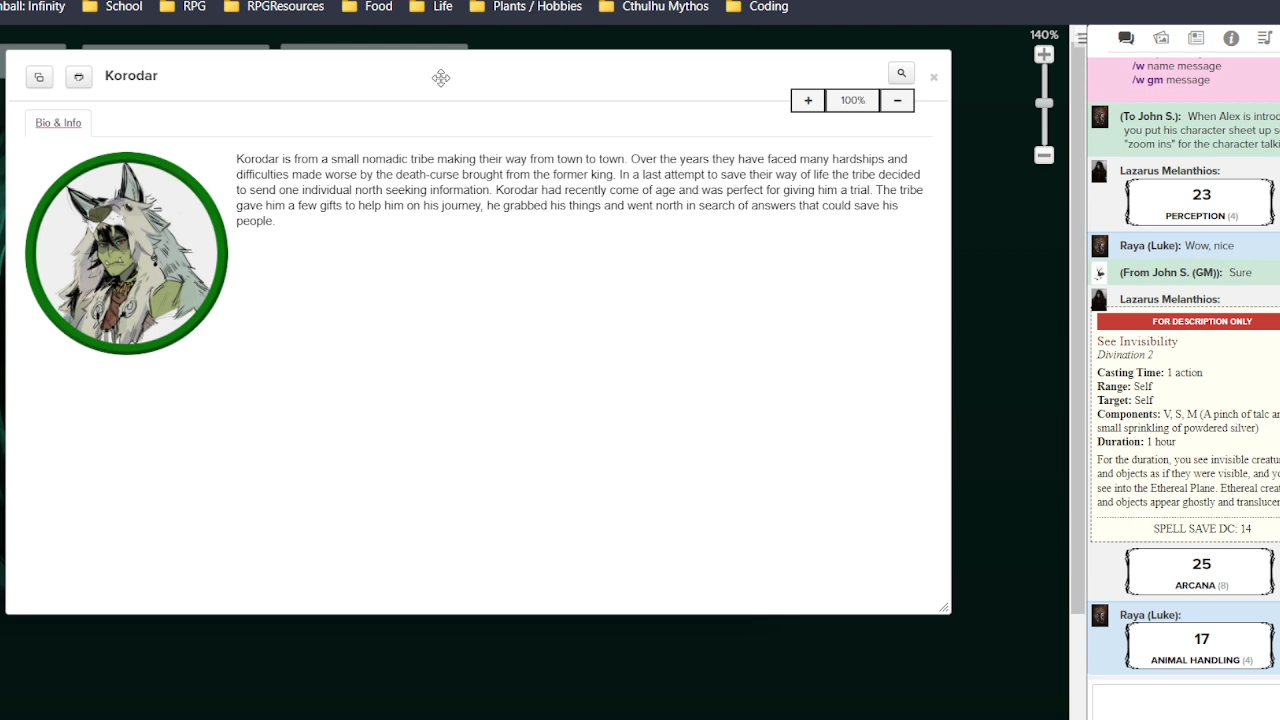 nball: Infinity School RPG RPGResources Food Life Plants / Hobbies Cthulhu Mythos Coding
140%
Korodar
+ 100% −
Bio & Info
Korodar is from a small nomadic tribe making their way from town to town. Over the years they have faced many hardships and
difficulties made worse by the death-curse brought from the former king. In a last attempt to save their way of life the tribe decided
to send one individual north seeking information. Korodar had recently come of age and was perfect for giving him a trial. The tribe
gave him a few gifts to help him on his journey, he grabbed his things and went north in search of answers that could save his
people.
/w name message
/w gm message
(To John S.): When Alex is introd
you put his character sheet up s
"zoom ins" for the character talki
Lazarus Melanthios:
23
PERCEPTION (4)
Raya (Luke): Wow, nice
(From John S. (GM)): Sure
Lazarus Melanthios:
FOR DESCRIPTION ONLY
See Invisibility
Divination 2
Casting Time: 1 action
Range: Self
Target: Self
Components: V, S, M (A pinch of talc an
small sprinkling of powdered silver)
Duration: 1 hour
For the duration, you see invisible creatu
and objects as if they were visible, and yo
see into the Ethereal Plane. Ethereal creat
and objects appear ghostly and translucen
SPELL SAVE DC: 14
25
ARCANA (8)
Raya (Luke):
17
ANIMAL HANDLING (4)